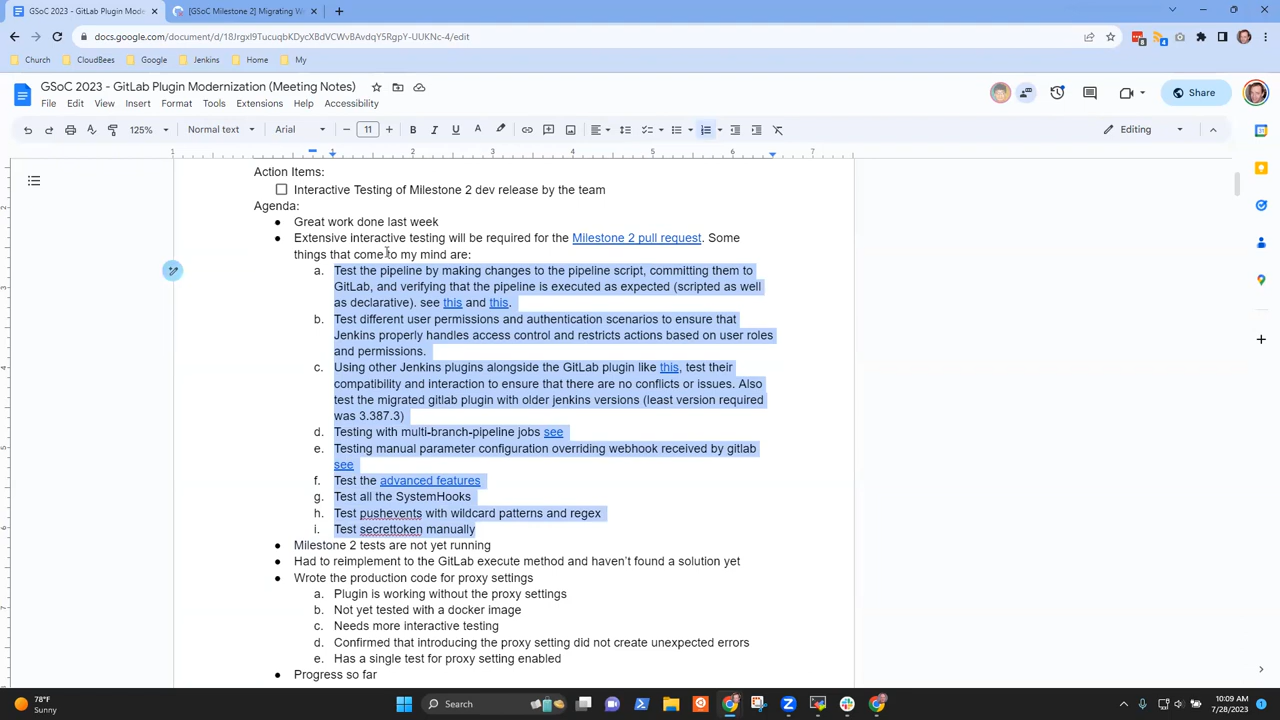 GSoC 2023 - GitLab Plugin Mode
[GSoC Milestone 2] Migrating W
docs.google.com/document/d/18Jrgxl9TucuqbKDycXBdVCWvBAvdqY5RgpY-UUKNc-4/edit
Church
CloudBees
Google
Jenkins
Home
My
GSoC 2023 - GitLab Plugin Modernization (Meeting Notes)
File Edit View Insert Format Tools Extensions Help Accessibility
Share
125% Normal text Arial 11 Editing
1 1 2 3 4 5 6 7
Action Items:
Interactive Testing of Milestone 2 dev release by the team
Agenda:
● Great work done last week
● Extensive interactive testing will be required for the Milestone 2 pull request. Some
things that come to my mind are:
a. Test the pipeline by making changes to the pipeline script, committing them to
GitLab, and verifying that the pipeline is executed as expected (scripted as well
as declarative). see this and this.
b. Test different user permissions and authentication scenarios to ensure that
Jenkins properly handles access control and restricts actions based on user roles
and permissions.
c. Using other Jenkins plugins alongside the GitLab plugin like this, test their
compatibility and interaction to ensure that there are no conflicts or issues. Also
test the migrated gitlab plugin with older jenkins versions (least version required
was 3.387.3)
d. Testing with multi-branch-pipeline jobs see
e. Testing manual parameter configuration overriding webhook received by gitlab
see
f. Test the advanced features
g. Test all the SystemHooks
h. Test pushevents with wildcard patterns and regex
i. Test secrettoken manually
● Milestone 2 tests are not yet running
● Had to reimplement to the GitLab execute method and haven't found a solution yet
● Wrote the production code for proxy settings
a. Plugin is working without the proxy settings
b. Not yet tested with a docker image
c. Needs more interactive testing
d. Confirmed that introducing the proxy setting did not create unexpected errors
e. Has a single test for proxy setting enabled
● Progress so far
78°F
Sunny
Search
10:09 AM
7/28/2023